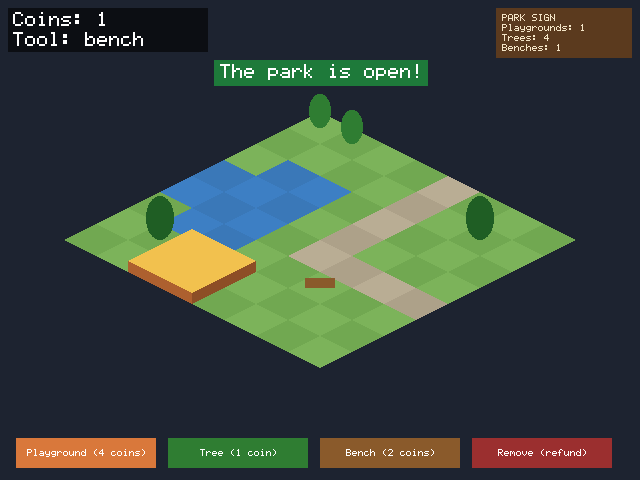 Coins: 1
Tool: bench
PARK SIGN
Playgrounds: 1
Trees: 4
Benches: 1
The park is open!
Playground (4 coins)
Tree (1 coin)
Bench (2 coins)
Remove (refund)